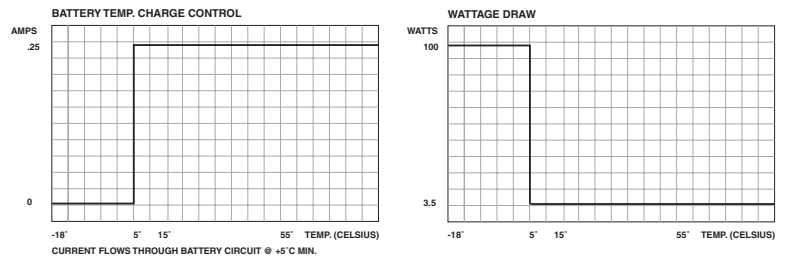 BATTERY TEMP. CHARGE CONTROL
AMPS
.25
0
-18˚ 5˚ 15˚ 55˚ TEMP. (CELSIUS)
CURRENT FLOWS THROUGH BATTERY CIRCUIT @ +5˚C MIN.
WATTAGE DRAW
WATTS
100
3.5
-18˚ 5˚ 15˚ 55˚ TEMP. (CELSIUS)